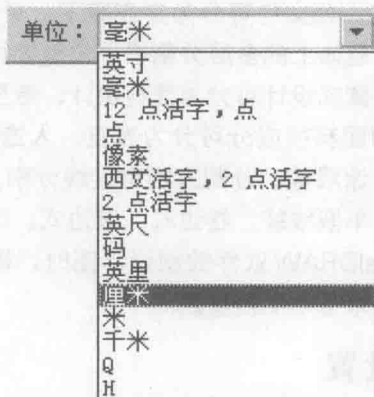 单位： 毫米
英寸
毫米
12 点活字，点
点
像素
西文活字，2 点活字
2 点活字
英尺
码
英里
厘米
米
千米
Q
H